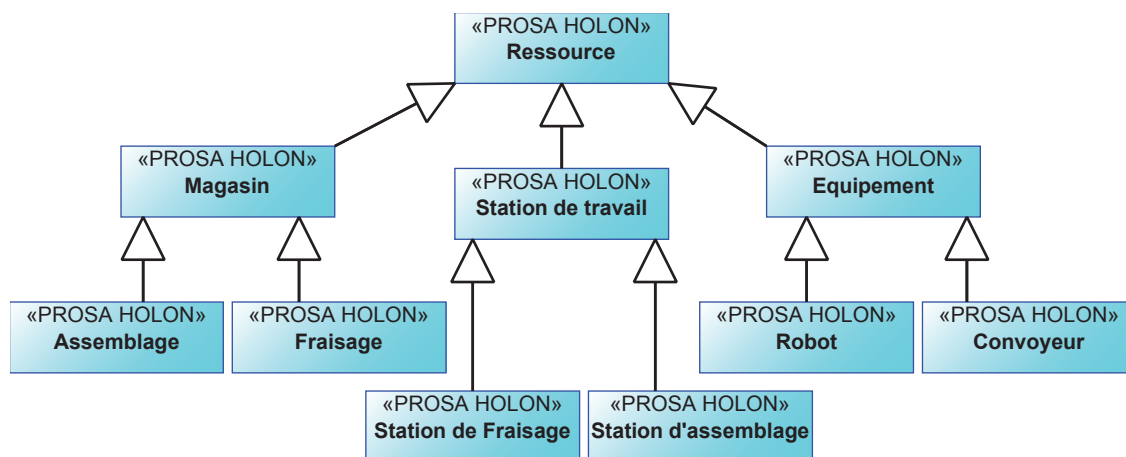 «PROSA HOLON»
Ressource
«PROSA HOLON»
Magasin
«PROSA HOLON»
Station de travail
«PROSA HOLON»
Equipement
«PROSA HOLON»
Assemblage
«PROSA HOLON»
Fraisage
«PROSA HOLON»
Robot
«PROSA HOLON»
Convoyeur
«PROSA HOLON»
Station de Fraisage
«PROSA HOLON»
Station d'assemblage